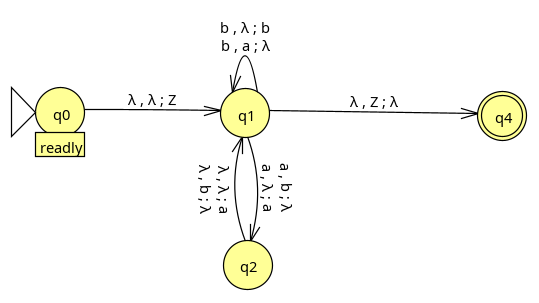 b , λ ; b
b , a ; λ
λ , λ ; Z
λ , Z ; λ
q0
q1
q4
readly
λ , b ; λ
λ , λ ; a
a , λ ; a
a , b ; λ
q2